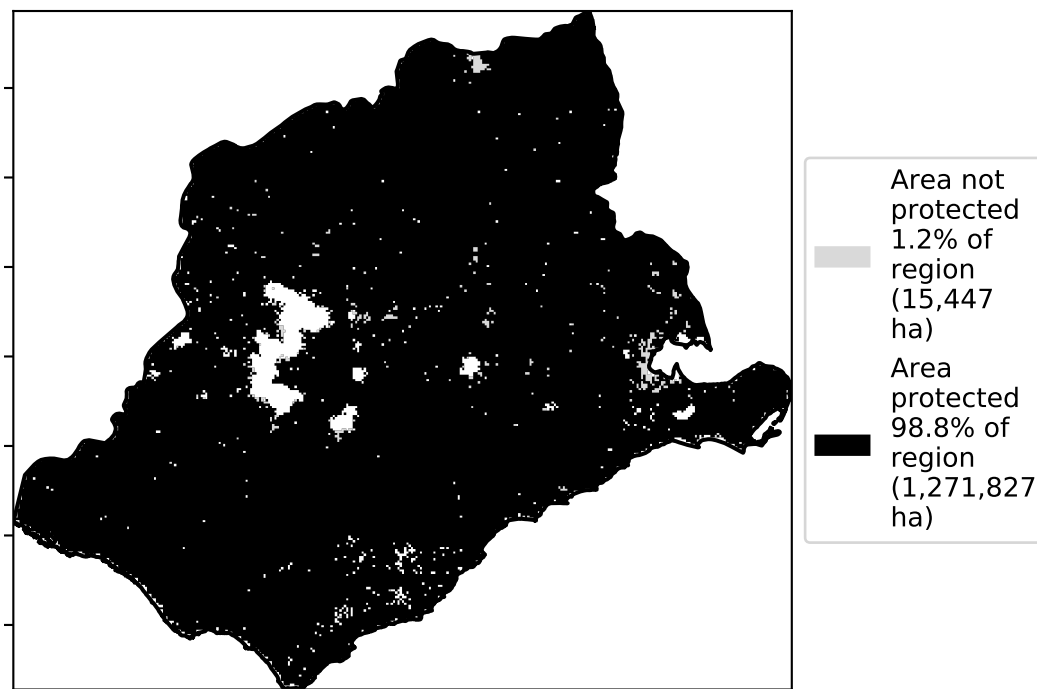 Area not
protected
1.2% of
region
(15,447
ha)
Area
protected
98.8% of
region
(1,271,827
ha)